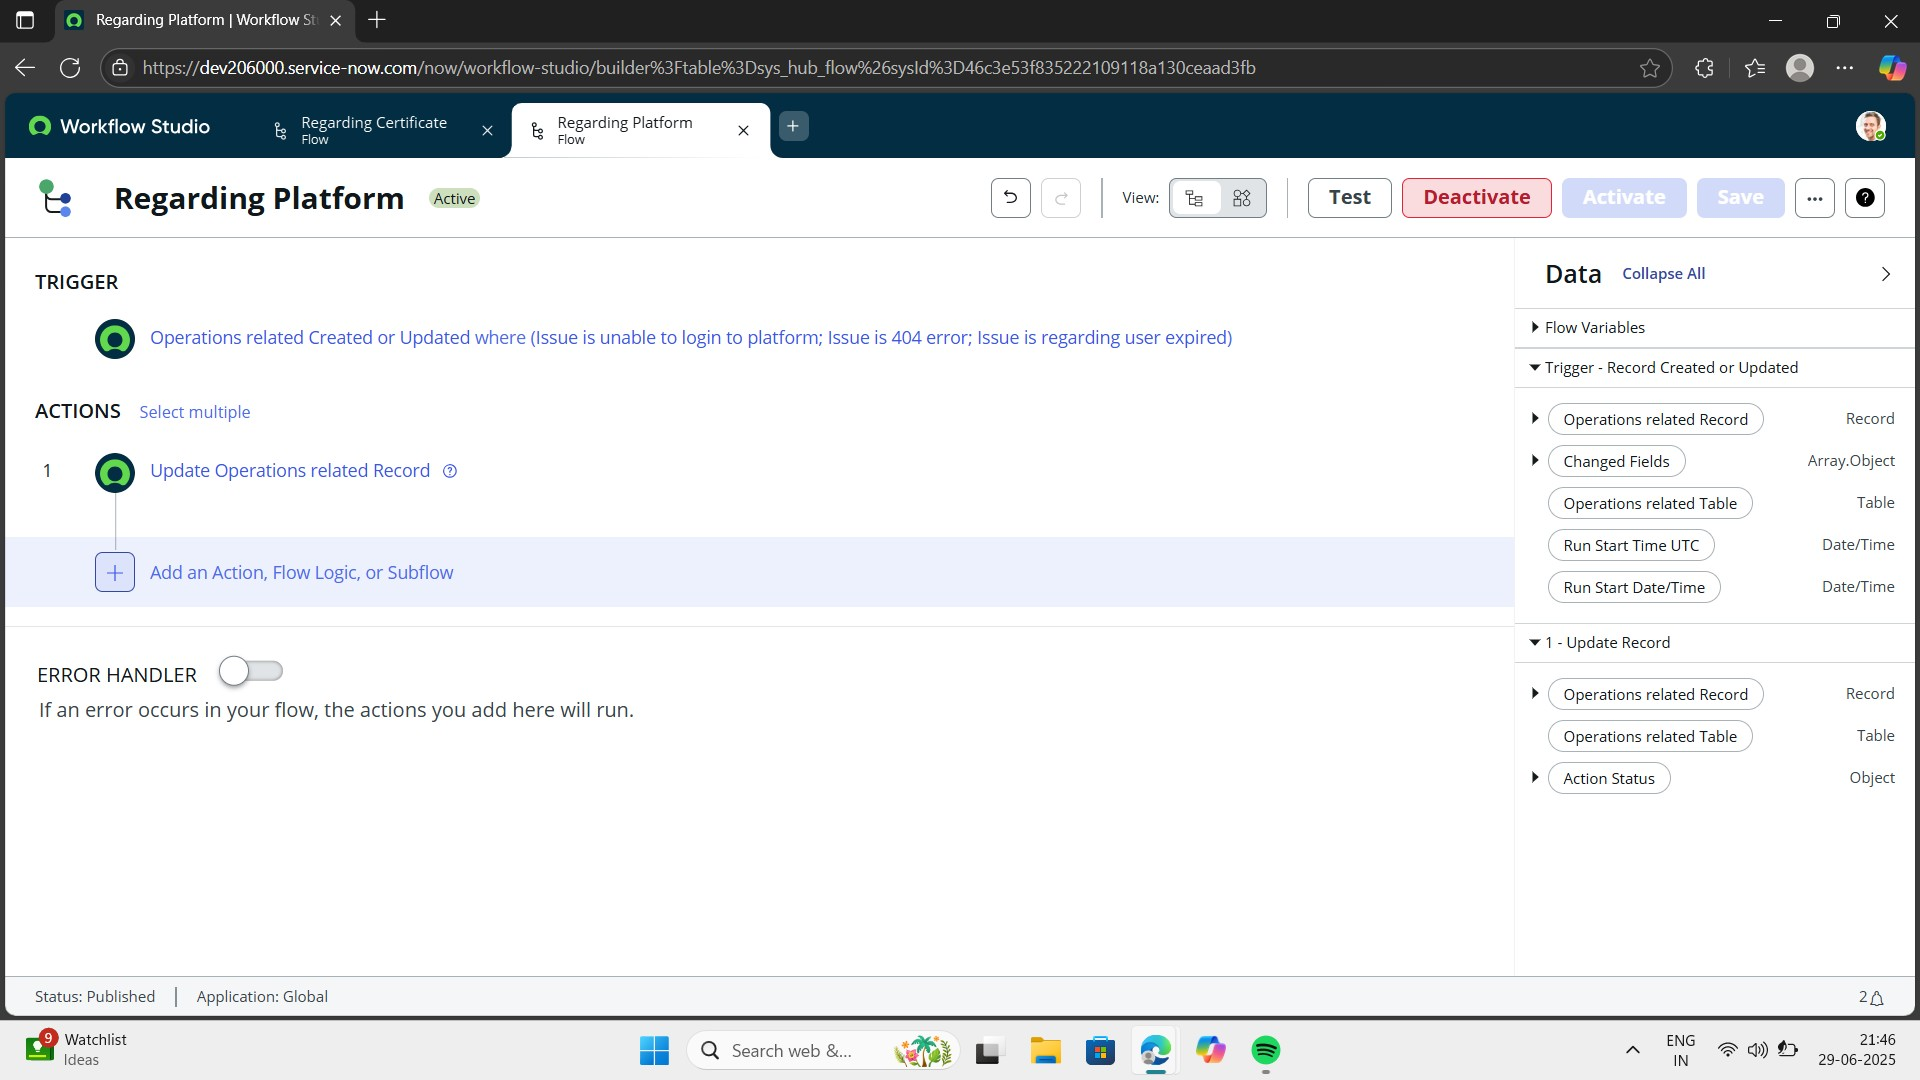 Regarding Platform | Workflow St
https://dev206000.service-now.com/now/workflow-studio/builder%3Ftable%3Dsys_hub_flow%26sysId%3D46c3e53f835222109118a130ceaad3fb
Workflow Studio
Regarding Certificate
Flow
Regarding Platform
Flow
Regarding Platform
Active
View:
Test
Deactivate
Activate
Save
TRIGGER
Operations related Created or Updated where (Issue is unable to login to platform; Issue is 404 error; Issue is regarding user expired)
ACTIONS Select multiple
1 Update Operations related Record
Add an Action, Flow Logic, or Subflow
ERROR HANDLER
If an error occurs in your flow, the actions you add here will run.
Data Collapse All
Flow Variables
Trigger - Record Created or Updated
Operations related Record Record
Changed Fields Array.Object
Operations related Table Table
Run Start Time UTC Date/Time
Run Start Date/Time Date/Time
1 - Update Record
Operations related Record Record
Operations related Table Table
Action Status Object
Status: Published | Application: Global
2
9
Watchlist
Ideas
Search web &...
ENG
IN
21:46
29-06-2025